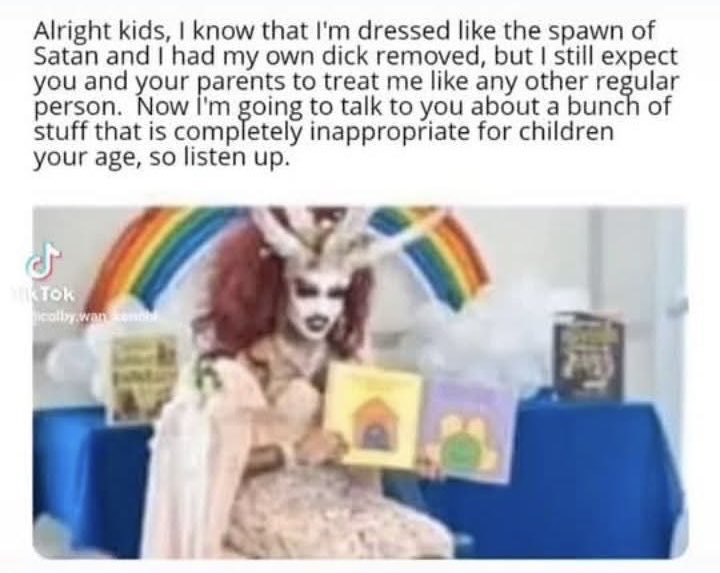 Alright kids, I know that I'm dressed like the spawn of
Satan and I had my own dick removed, but I still expect
you and your parents to treat me like any other regular
person.  Now I'm going to talk to you about a bunch of
stuff that is completely inappropriate for children
your age, so listen up.
TikTok